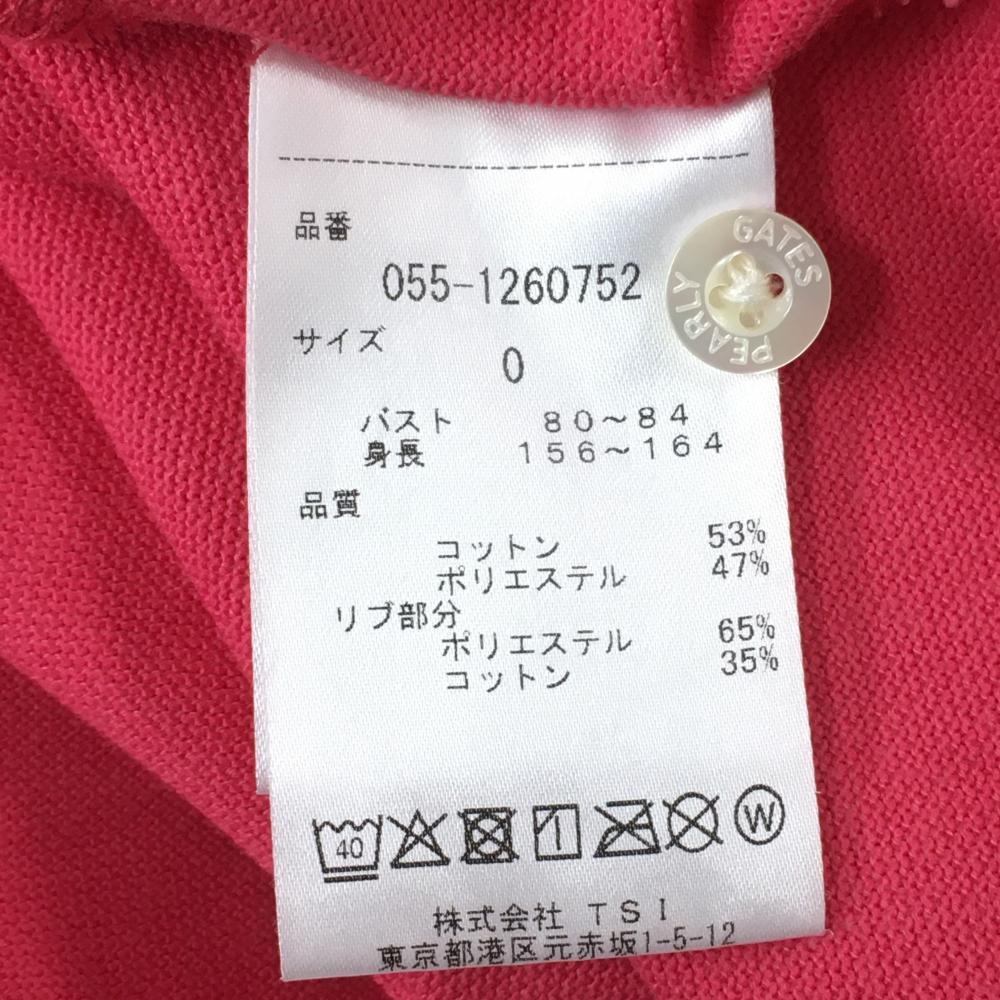 品番
055-1260752
サイズ
0
バスト 80～84
身長 156～164
品質
コットン 53%
ポリエステル 47%
リブ部分
ポリエステル 65%
コットン 35%
40
W
株式会社 TSI
東京都港区元赤坂1-5-12
PEARLY GATES